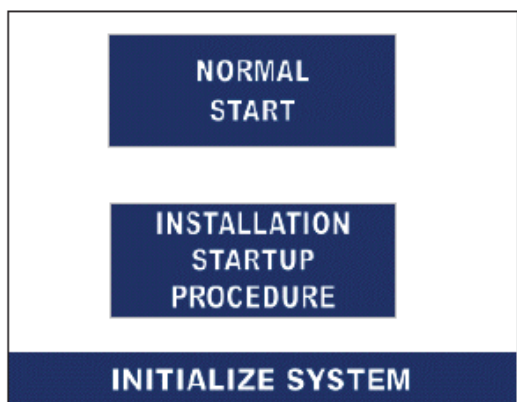 NORMAL
START
INSTALLATION
STARTUP
PROCEDURE
INITIALIZE SYSTEM